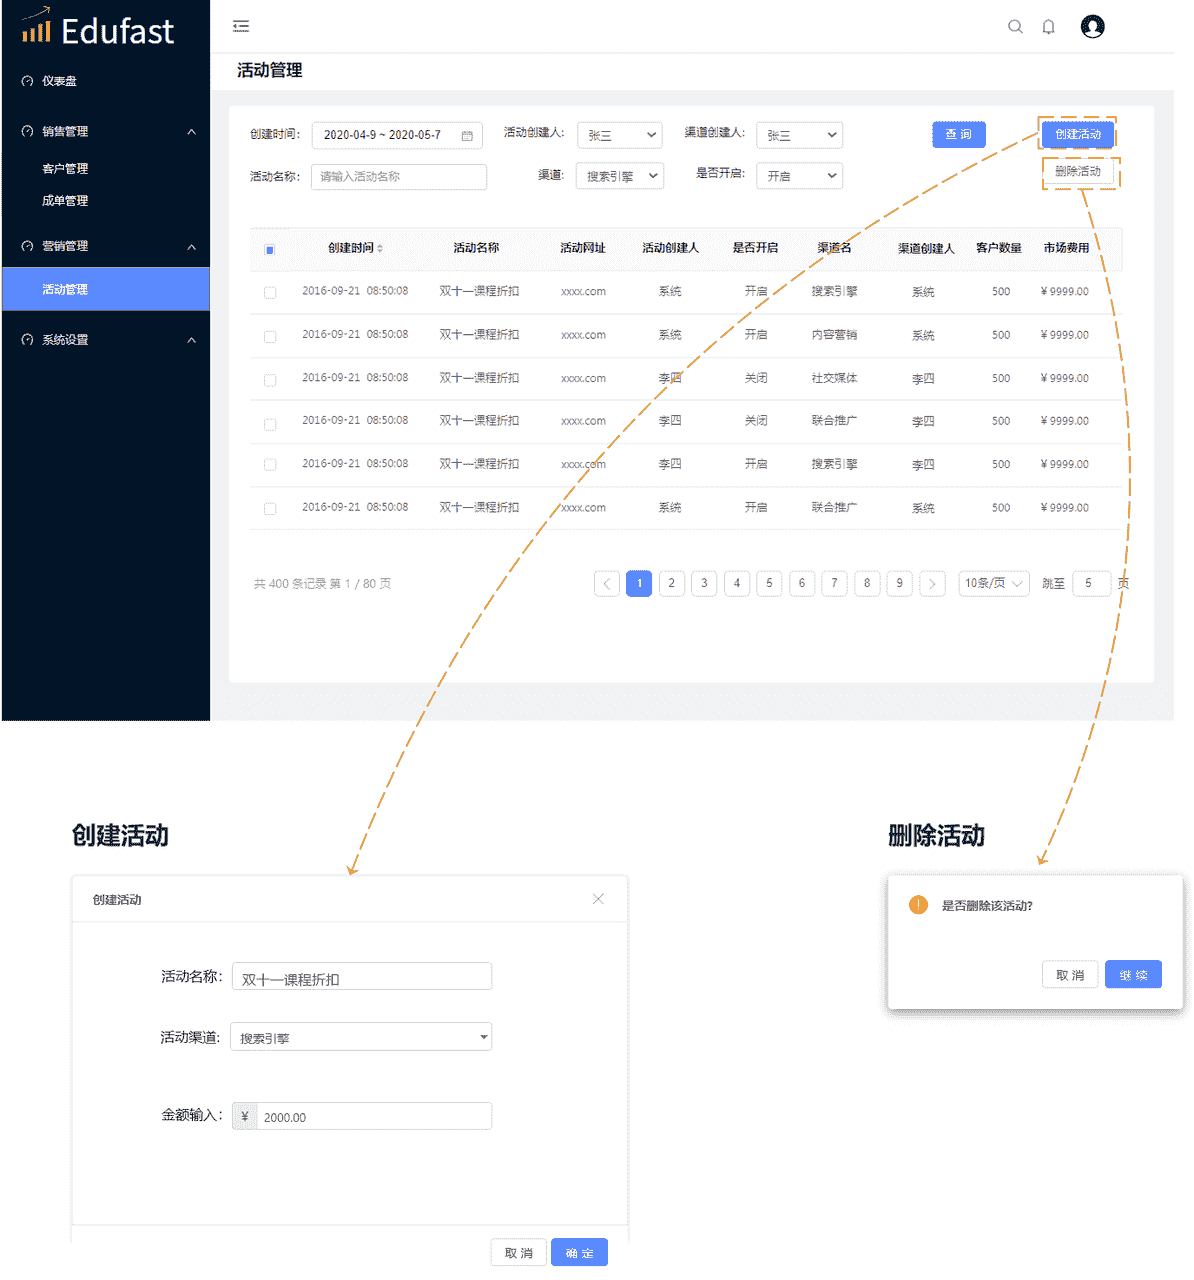 Edufast
仪表盘
销售管理
客户管理
成单管理
营销管理
活动管理
系统设置
活动管理
创建时间： 2020-04-9 ~ 2020-05-7 活动创建人: 张三 渠道创建人: 张三 查 询 创建活动
活动名称： 请输入活动名称 渠道: 搜索引擎 是否开启: 开启 删除活动
创建时间 活动名称 活动网址 活动创建人 是否开启 渠道名 渠道创建人 客户数量 市场费用
2016-09-21 08:50:08 双十一课程折扣 xxxx.com 系统 开启 搜索引擎 系统 500 ¥ 9999.00
2016-09-21 08:50:08 双十一课程折扣 xxxx.com 系统 开启 内容营销 系统 500 ¥ 9999.00
2016-09-21 08:50:08 双十一课程折扣 xxxx.com 李四 关闭 社交媒体 李四 500 ¥ 9999.00
2016-09-21 08:50:08 双十一课程折扣 xxxx.com 李四 关闭 联合推广 李四 500 ¥ 9999.00
2016-09-21 08:50:08 双十一课程折扣 xxxx.com 李四 开启 搜索引擎 李四 500 ¥ 9999.00
2016-09-21 08:50:08 双十一课程折扣 xxxx.com 系统 开启 联合推广 系统 500 ¥ 9999.00
共 400 条记录 第 1 / 80 页 1 2 3 4 5 6 7 8 9 10条/页 跳至 5 页
创建活动
创建活动
活动名称： 双十一课程折扣
活动渠道: 搜索引擎
金额输入： ¥ 2000.00
取 消 确 定
删除活动
是否删除该活动?
取 消 继 续